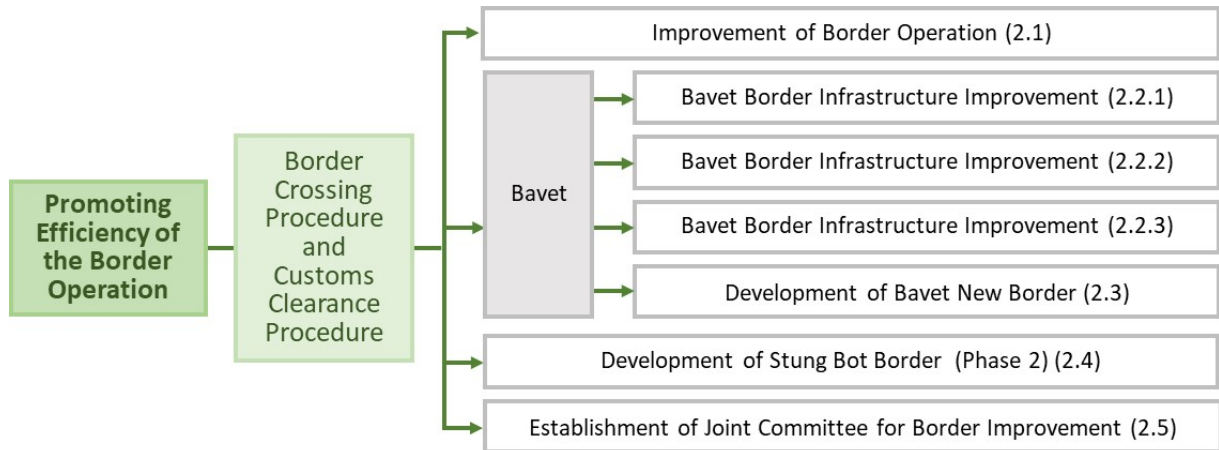 Promoting
Efficiency of
the Border
Operation
Border
Crossing
Procedure
and
Customs
Clearance
Procedure
Improvement of Border Operation (2.1)
Bavet
Bavet Border Infrastructure Improvement (2.2.1)
Bavet Border Infrastructure Improvement (2.2.2)
Bavet Border Infrastructure Improvement (2.2.3)
Development of Bavet New Border (2.3)
Development of Stung Bot Border (Phase 2) (2.4)
Establishment of Joint Committee for Border Improvement (2.5)